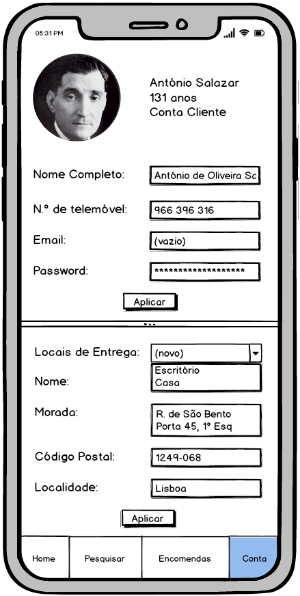 05:31 PM
António Salazar
131 anos
Conta Cliente
Nome Completo: António de Oliveira Sa
N.º de telemóvel: 966 396 316
Email: (vazio)
Password: ******************
Aplicar
Locais de Entrega: (novo)
Escritório
Nome: Casa
Morada: R. de São Bento
Porta 45, 1º Esq
Código Postal: 1249-068
Localidade: Lisboa
Aplicar
Home Pesquisar Encomendas Conta